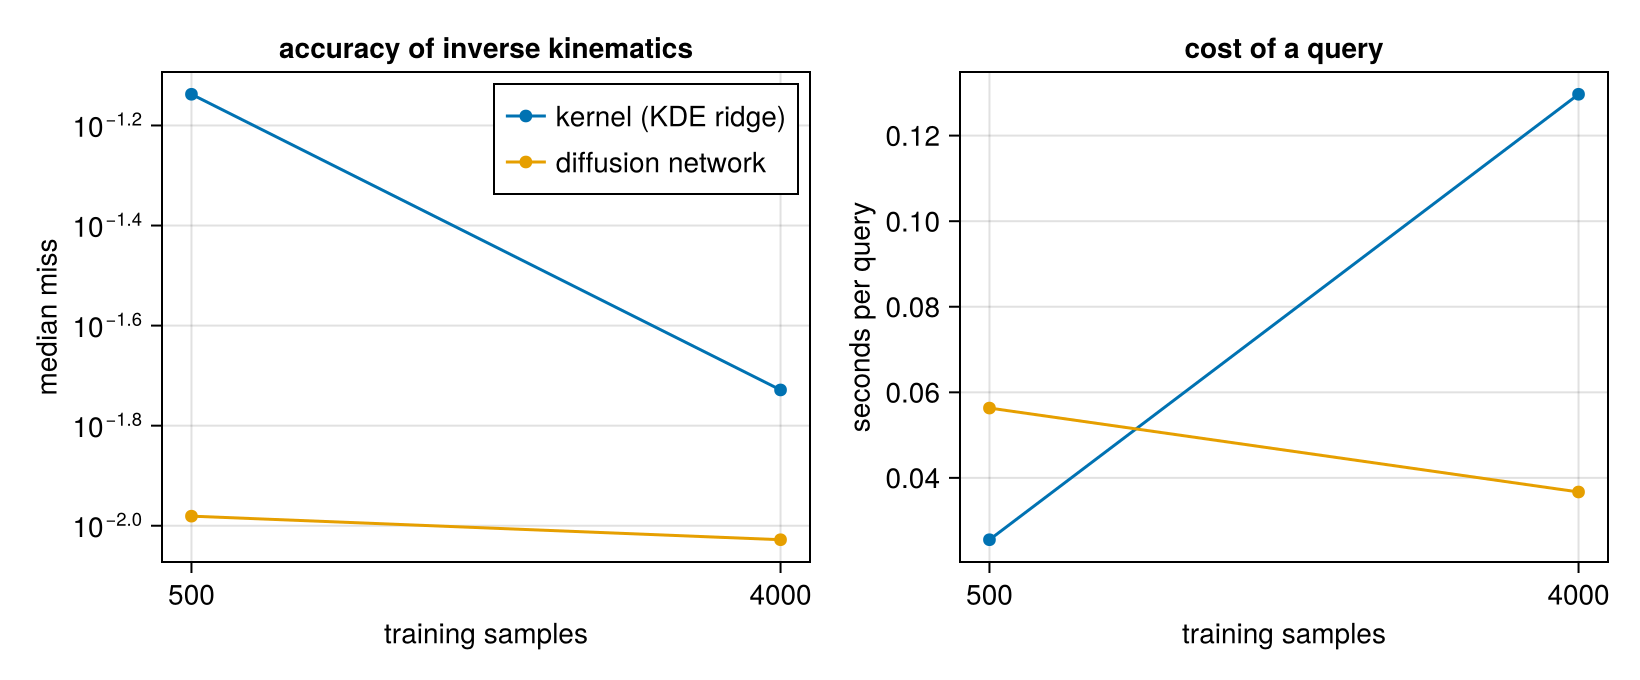 accuracy of inverse kinematics
kernel (KDE ridge)
diffusion network
10^−1.2
10^−1.4
10^−1.6
10^−1.8
10^−2.0
median miss
500
4000
training samples
cost of a query
0.12
0.10
0.08
0.06
0.04
seconds per query
500
4000
training samples